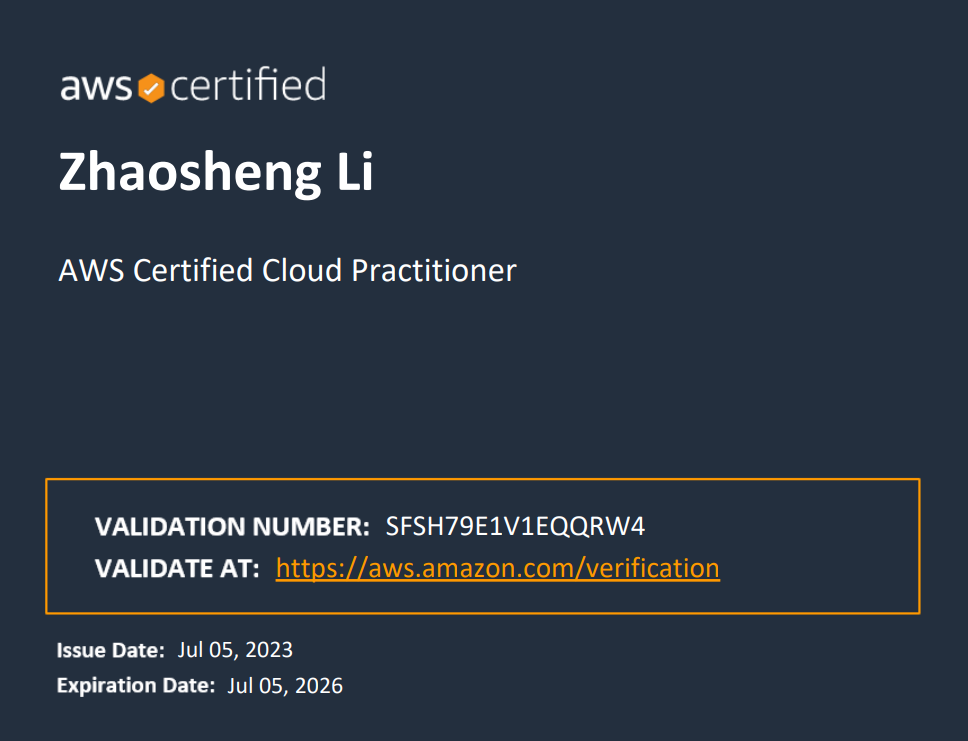 aws certified
Zhaosheng Li
AWS Certified Cloud Practitioner
VALIDATION NUMBER: SFSH79E1V1EQQRW4
VALIDATE AT: https://aws.amazon.com/verification
Issue Date: Jul 05, 2023
Expiration Date: Jul 05, 2026